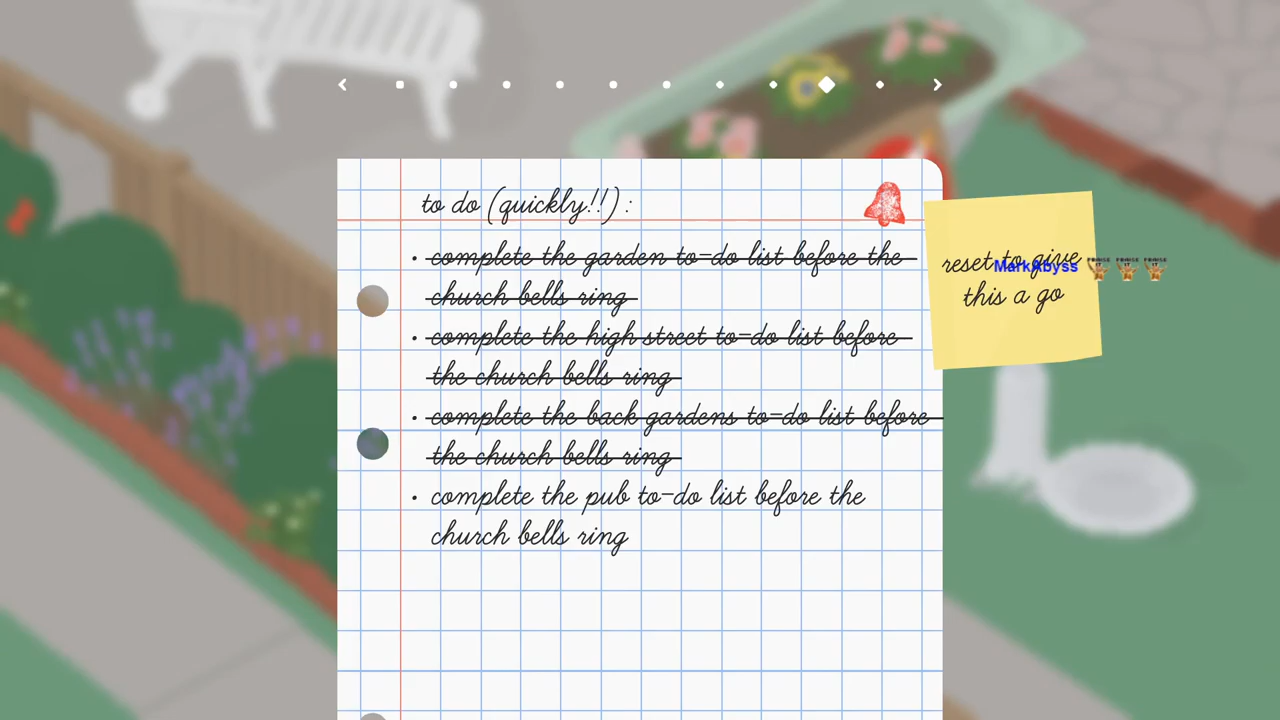 to do (quickly!!) :
• complete the garden to-do list before the
church bells ring
• complete the high street to-do list before
the church bells ring
• complete the back gardens to-do list before
the church bells ring
• complete the pub to-do list before the
church bells ring
reset to give
this a go
MarkAbyss